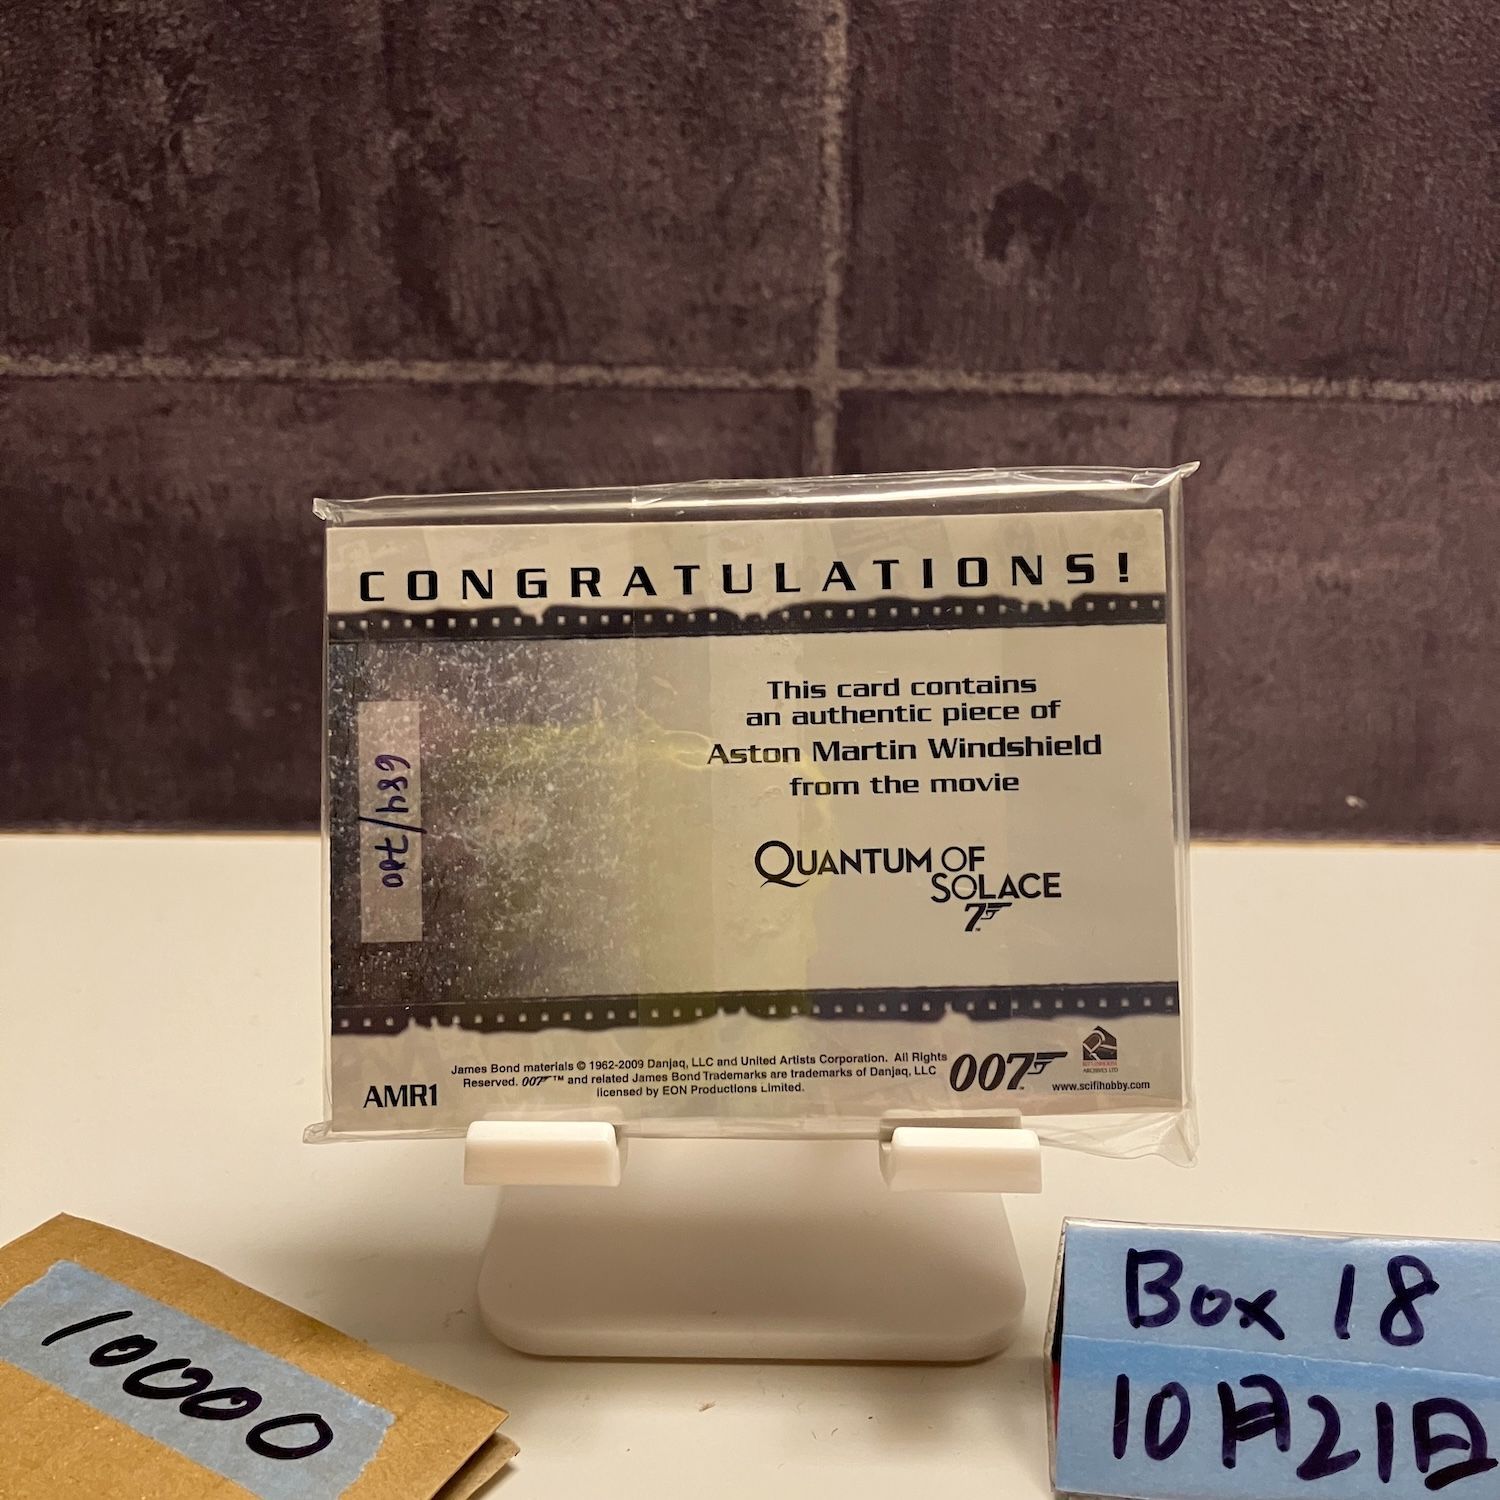 CONGRATULATIONS!
This card contains
an authentic piece of
Aston Martin Windshield
from the movie
QUANTUM OF
SOLACE
7
James Bond materials © 1962-2009 Danjaq, LLC and United Artists Corporation. All Rights
Reserved. 007™ and related James Bond Trademarks are trademarks of Danjaq, LLC
licensed by EON Productions Limited.
AMR1
007
ARCHIVES LTD
www.scifihobby.com
10000
Box 18
10月21日